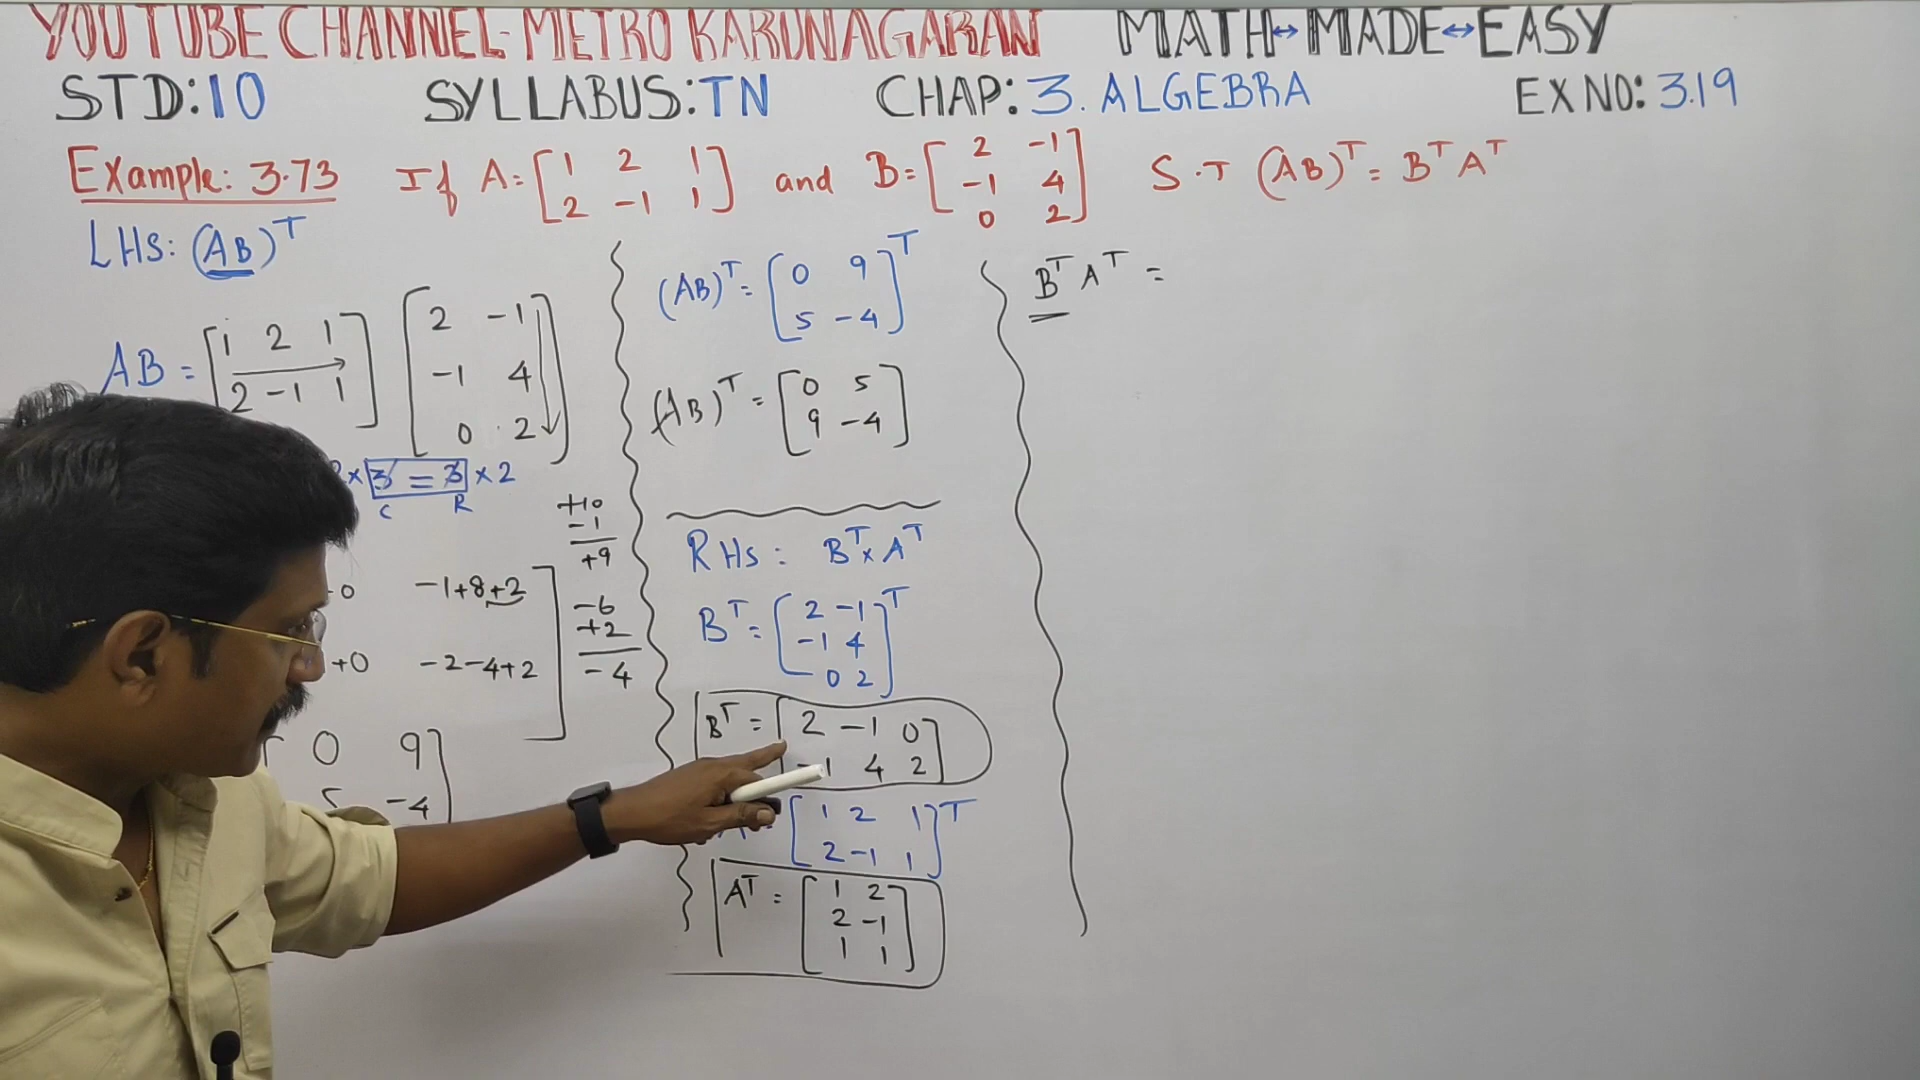 YOUTUBE CHANNEL-METRO KARUNAGARAN MATH↔MADE↔EASY
STD:10 SYLLABUS:TN CHAP: 3. ALGEBRA EX NO: 3.19
Example: 3.73 If A= [1 2 1 and B= [2 -1 S.T (AB)ᵀ = BᵀAᵀ
2 -1 1] -1 4
0 2]
LHS: (AB)ᵀ
AB = [1 2 1 [2 -1
2 -1 1] -1 4
0 2]
× 3 = 3 × 2
C R
+10
-1
+9
0 -1+8+2
-6
+2
-4
+0 -2-4+2
0 9
5 -4
(AB)ᵀ = [0 9
5 -4]ᵀ
(AB)ᵀ = [0 5
9 -4]
RHS: Bᵀ×Aᵀ
Bᵀ = [2 -1
-1 4
0 2]ᵀ
Bᵀ = [2 -1 0
-1 4 2]
= [1 2 1
2 -1 1]ᵀ
Aᵀ = [1 2
2 -1
1 1]
BᵀAᵀ =